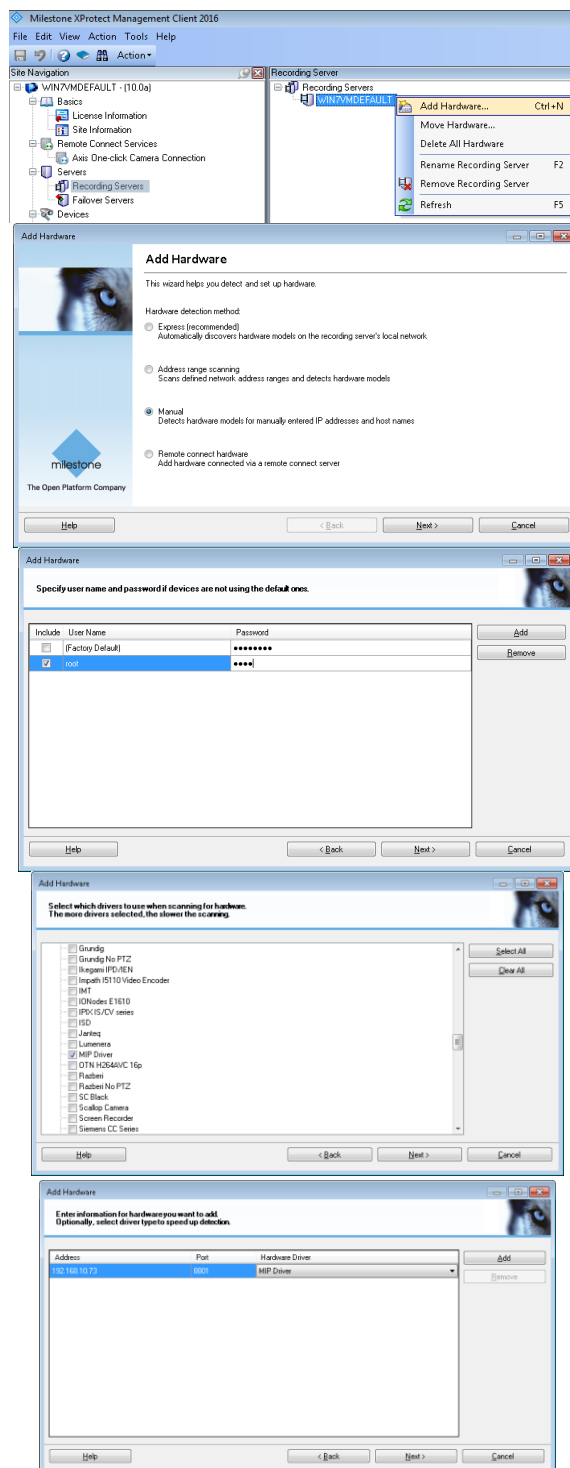 Milestone XProtect Management Client 2016
File Edit View Action Tools Help
Action
Site Navigation
WIN7VMDEFAULT - (10.0a)
Basics
License Information
Site Information
Remote Connect Services
Axis One-click Camera Connection
Servers
Recording Servers
Failover Servers
Devices
Recording Server
Recording Servers
WIN7VMDEFAULT
Add Hardware... Ctrl+N
Move Hardware...
Delete All Hardware
Rename Recording Server F2
Remove Recording Server
Refresh F5
Add Hardware
Add Hardware
This wizard helps you detect and set up hardware.
Hardware detection method:
Express (recommended)
Automatically discovers hardware models on the recording server's local network
Address range scanning
Scans defined network address ranges and detects hardware models
Manual
Detects hardware models for manually entered IP addresses and host names
Remote connect hardware
Add hardware connected via a remote connect server
milestone
The Open Platform Company
Help < Back Next > Cancel
Add Hardware
Specify user name and password if devices are not using the default ones.
Include User Name Password
(Factory Default) ●●●●●●●●
root ●●●●
Add
Remove
Help < Back Next > Cancel
Add Hardware
Select which drivers to use when scanning for hardware.
The more drivers selected, the slower the scanning.
Grundig
Grundig No PTZ
Ikegami IPD-/IEN
Impath I5110 Video Encoder
IMT
IONodes E1610
IPIX IS/CV series
ISD
Janteq
Lumenera
MIP Driver
OTN H264AVC 16p
Razberi
Razberi No PTZ
SC Black
Scallop Camera
Screen Recorder
Siemens CC Series
Select All
Clear All
Help < Back Next > Cancel
Add Hardware
Enter information for hardware you want to add.
Optionally, select driver type to speed up detection.
Address Port Hardware Driver
192.168.10.73 8001 MIP Driver
Add
Remove
Help < Back Next > Cancel